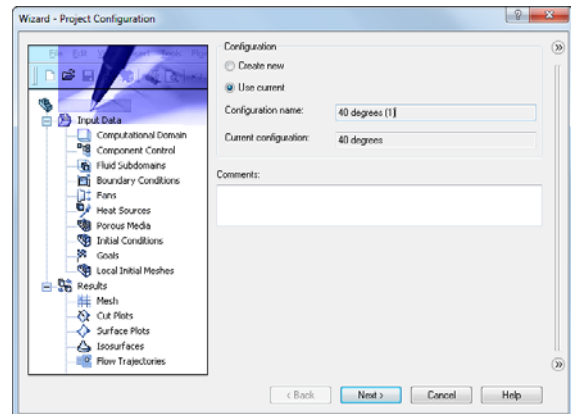 Wizard - Project Configuration
File Edit
Input Data
Computational Domain
Component Control
Fluid Subdomains
Boundary Conditions
Fans
Heat Sources
Porous Media
Initial Conditions
Goals
Local Initial Meshes
Results
Mesh
Cut Plots
Surface Plots
Isosurfaces
Flow Trajectories
Configuration
Create new
Use current
Configuration name: 40 degrees (1)
Current configuration: 40 degrees
Comments:
< Back Next > Cancel Help